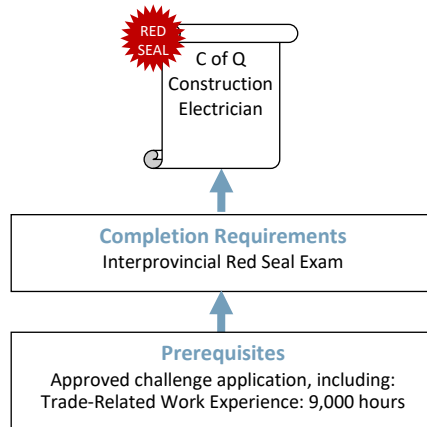 RED
SEAL
C of Q
Construction
Electrician
Completion Requirements
Interprovincial Red Seal Exam
Prerequisites
Approved challenge application, including:
Trade-Related Work Experience: 9,000 hours